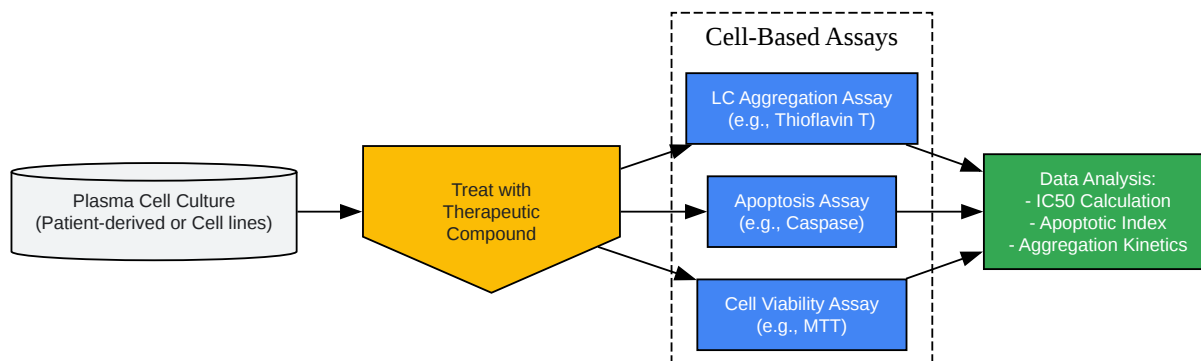 Cell-Based Assays
LC Aggregation Assay
(e.g., Thioflavin T)
Plasma Cell Culture
(Patient-derived or Cell lines)
Treat with
Therapeutic
Compound
Apoptosis Assay
(e.g., Caspase)
Cell Viability Assay
(e.g., MTT)
Data Analysis:
- IC50 Calculation
- Apoptotic Index
- Aggregation Kinetics